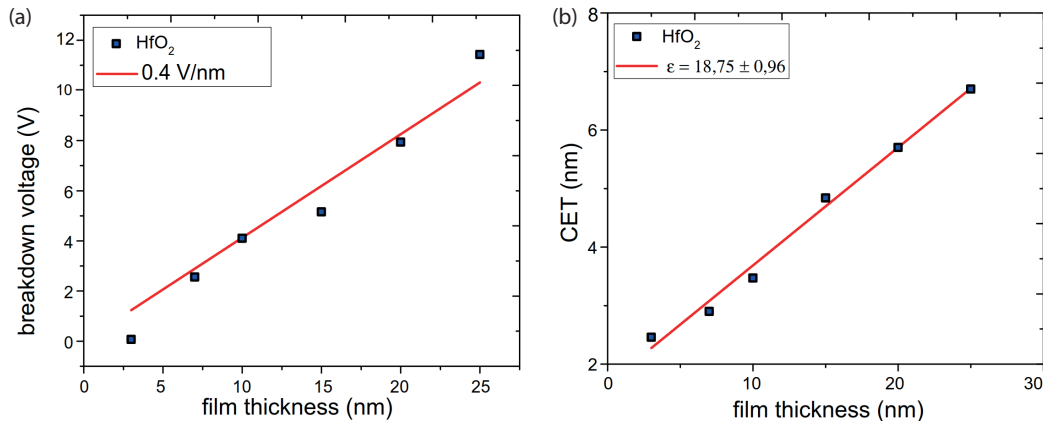 (a)
breakdown voltage (V)
12
10
8
6
4
2
0
HfO₂
0.4 V/nm
0 5 10 15 20 25
film thickness (nm)
(b)
CET (nm)
8
6
4
2
HfO₂
ε = 18,75 ± 0,96
0 10 20 30
film thickness (nm)